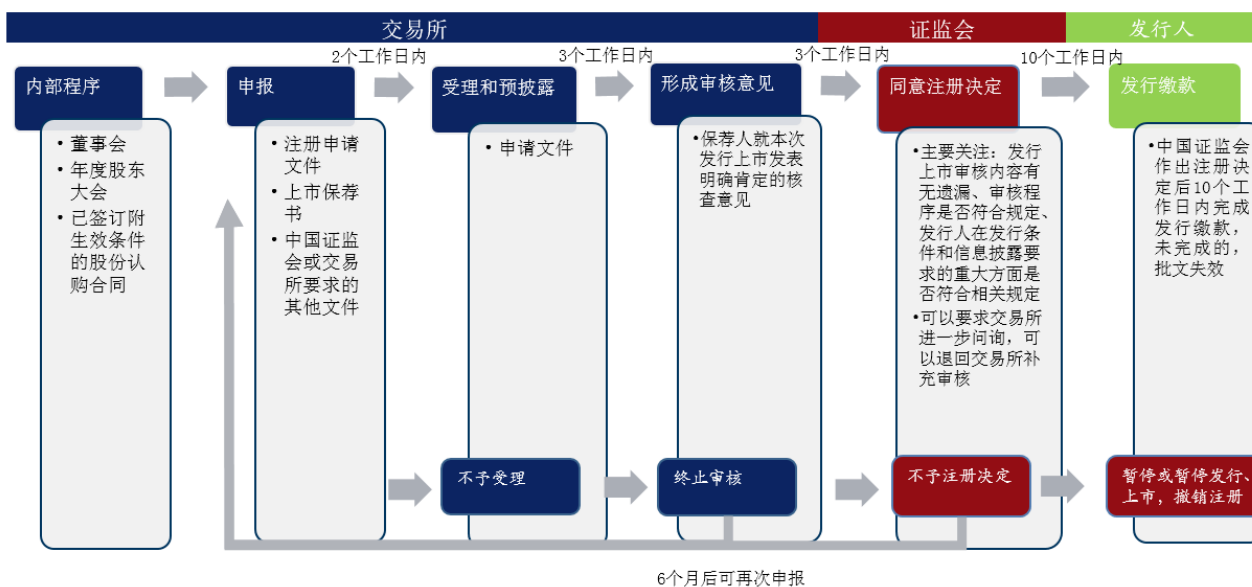 交易所
证监会
发行人
2个工作日内
3个工作日内
3个工作日内
10个工作日内
内部程序
申报
受理和预披露
形成审核意见
同意注册决定
发行缴款
•董事会
•年度股东
大会
•已签订附
生效条件
的股份认
购合同
•注册申请
文件
•上市保荐
书
•中国证监
会或交易
所要求的
其他文件
•申请文件
•保荐人就本次
发行上市发表
明确肯定的核
查意见
•主要关注：发行
上市审核内容有
无遗漏、审核程
序是否符合规定、
发行人在发行条
件和信息披露要
求的重大方面是
否符合相关规定
•可以要求交易所
进一步问询，可
以退回交易所补
充审核
•中国证监会
作出注册决
定后10个工
作日内完成
发行缴款，
未完成的，
批文失效
不予受理
终止审核
不予注册决定
暂停或暂停发行、
上市，撤销注册
6个月后可再次申报